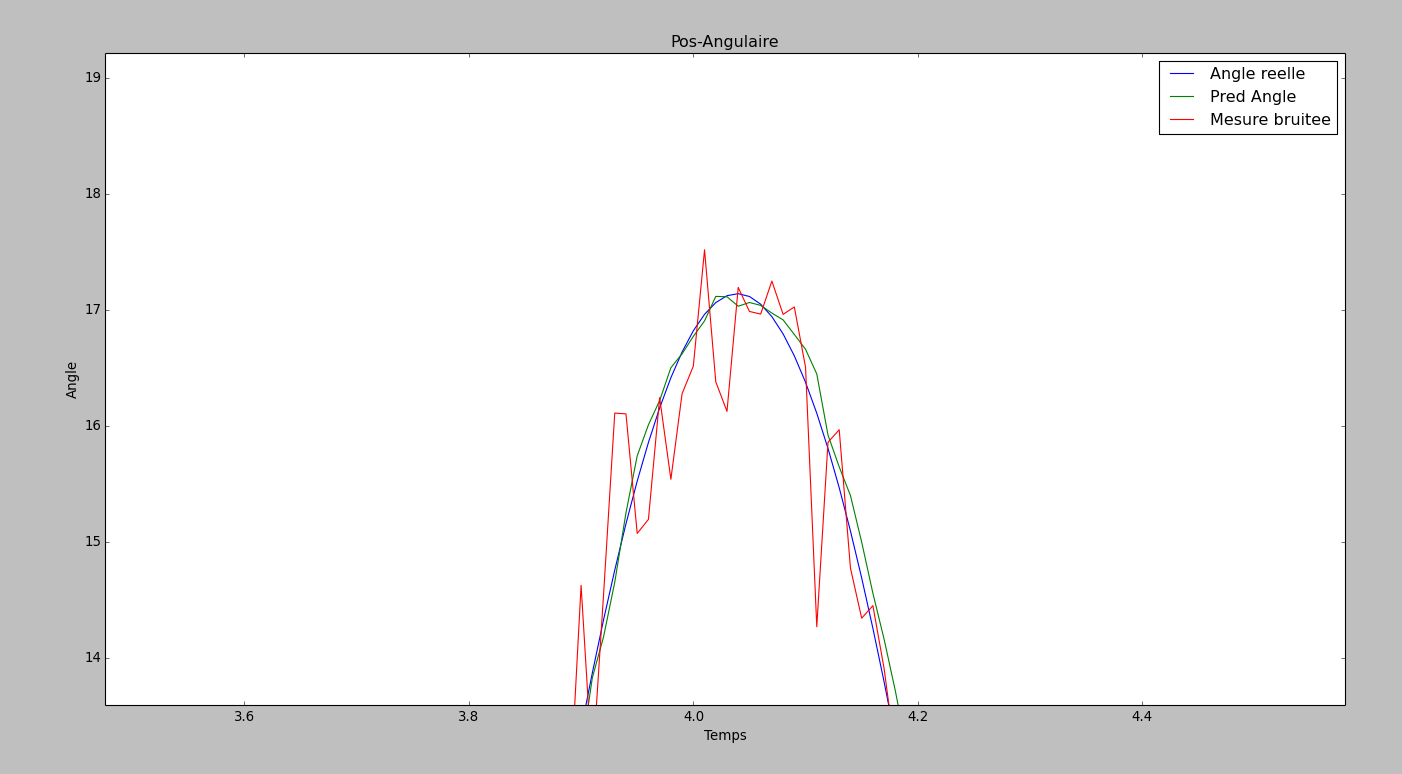 Pos-Angulaire
Angle reelle
Pred Angle
Mesure bruitee
19
18
17
16
15
14
Angle
3.6
3.8
4.0
4.2
4.4
Temps